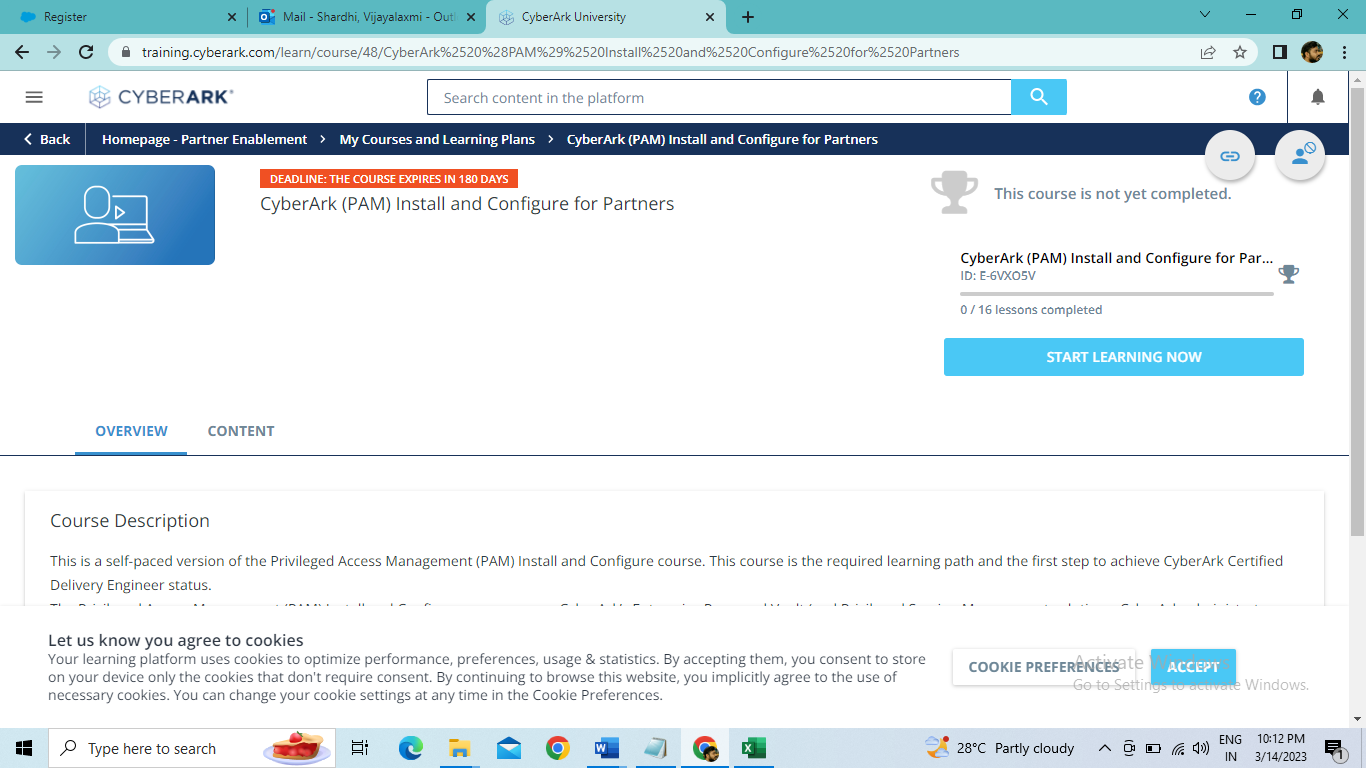 Register
Mail - Shardhi, Vijayalaxmi - Outl
CyberArk University
training.cyberark.com/learn/course/48/CyberArk%2520%28PAM%29%2520Install%2520and%2520Configure%2520for%2520Partners
CYBERARK®
Search content in the platform
Back
Homepage - Partner Enablement > My Courses and Learning Plans > CyberArk (PAM) Install and Configure for Partners
DEADLINE: THE COURSE EXPIRES IN 180 DAYS
CyberArk (PAM) Install and Configure for Partners
This course is not yet completed.
CyberArk (PAM) Install and Configure for Par...
ID: E-6VXO5V
0 / 16 lessons completed
START LEARNING NOW
OVERVIEW
CONTENT
Course Description
This is a self-paced version of the Privileged Access Management (PAM) Install and Configure course. This course is the required learning path and the first step to achieve CyberArk Certified
Delivery Engineer status.
Let us know you agree to cookies
Your learning platform uses cookies to optimize performance, preferences, usage & statistics. By accepting them, you consent to store
on your device only the cookies that don't require consent. By continuing to browse this website, you implicitly agree to the use of
necessary cookies. You can change your cookie settings at any time in the Cookie Preferences.
COOKIE PREFERENCES
ACCEPT
Activate Windows
Go to Settings to activate Windows.
Type here to search
28°C Partly cloudy
ENG
IN
10:12 PM
3/14/2023
1